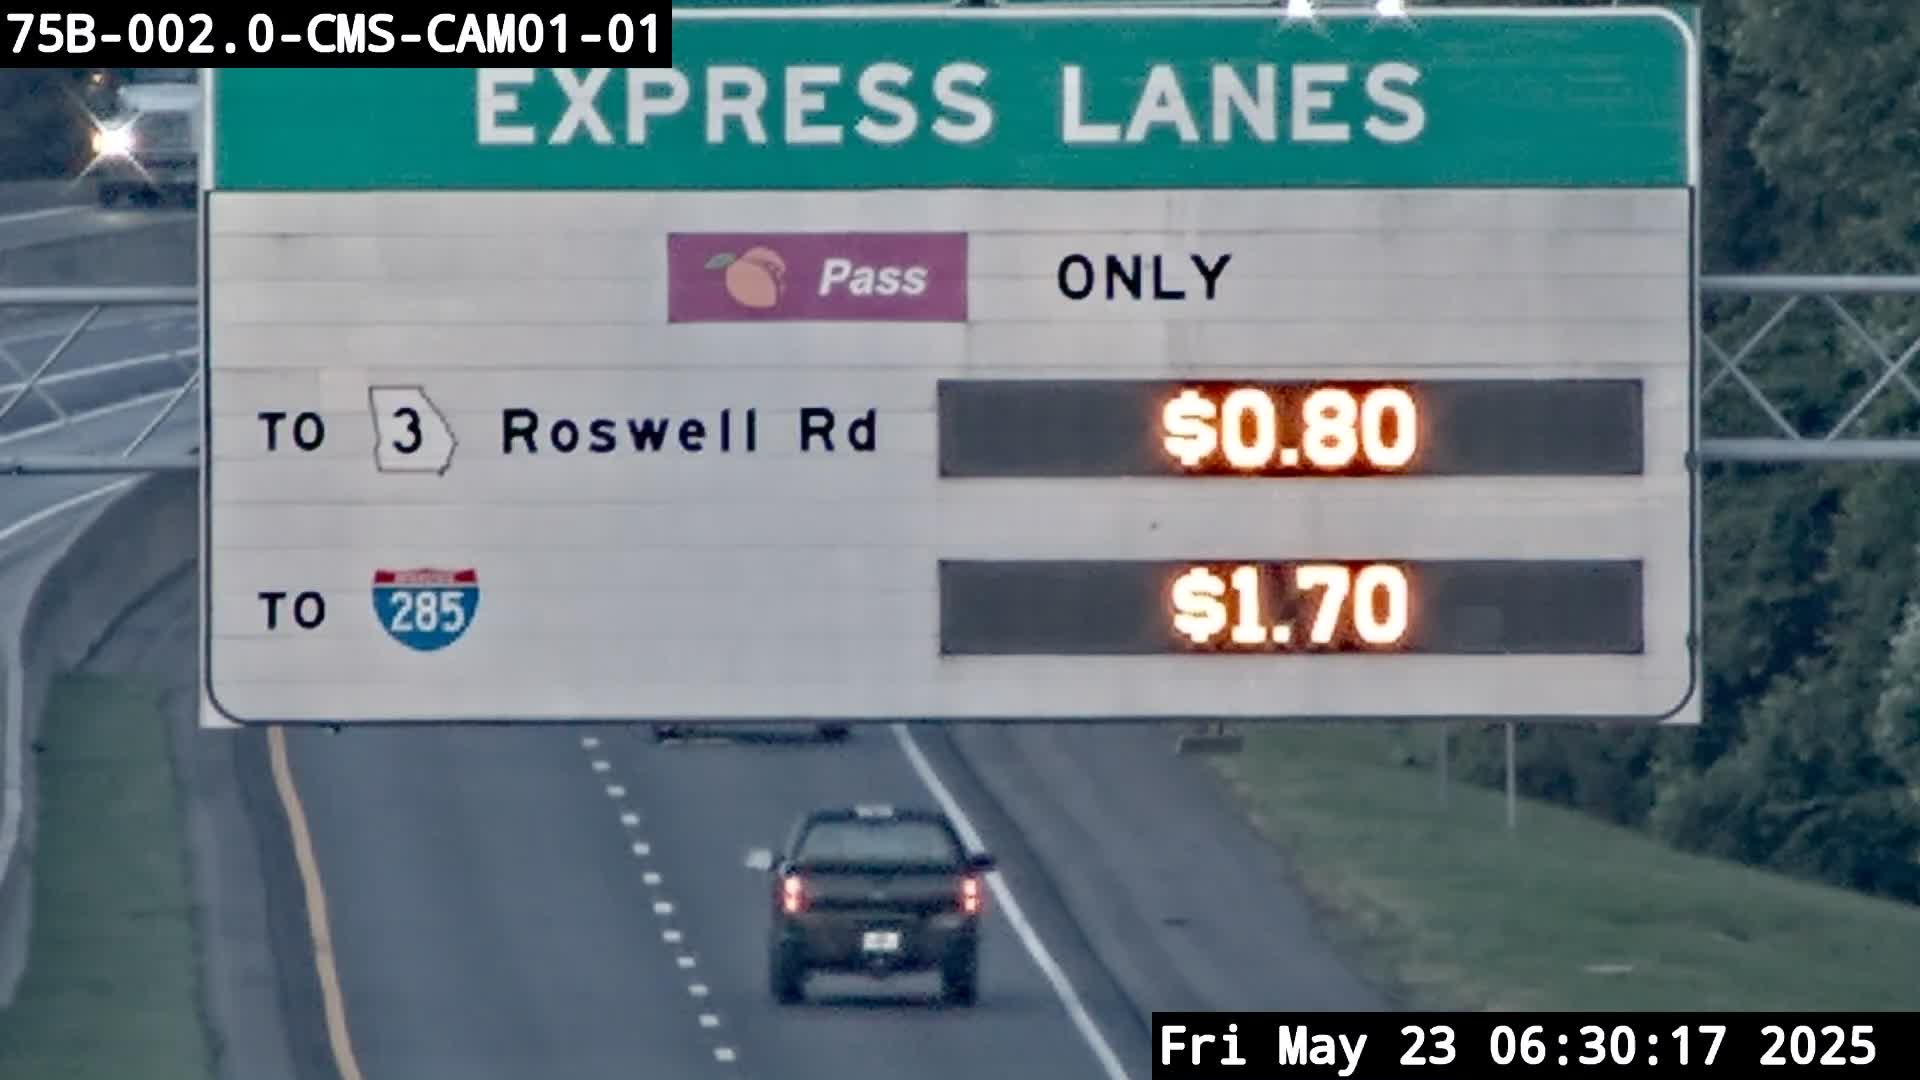 75B-002.0-CMS-CAM01-01
EXPRESS LANES
Pass ONLY
TO 3 Roswell Rd $0.80
TO 285 $1.70
Fri May 23 06:30:17 2025